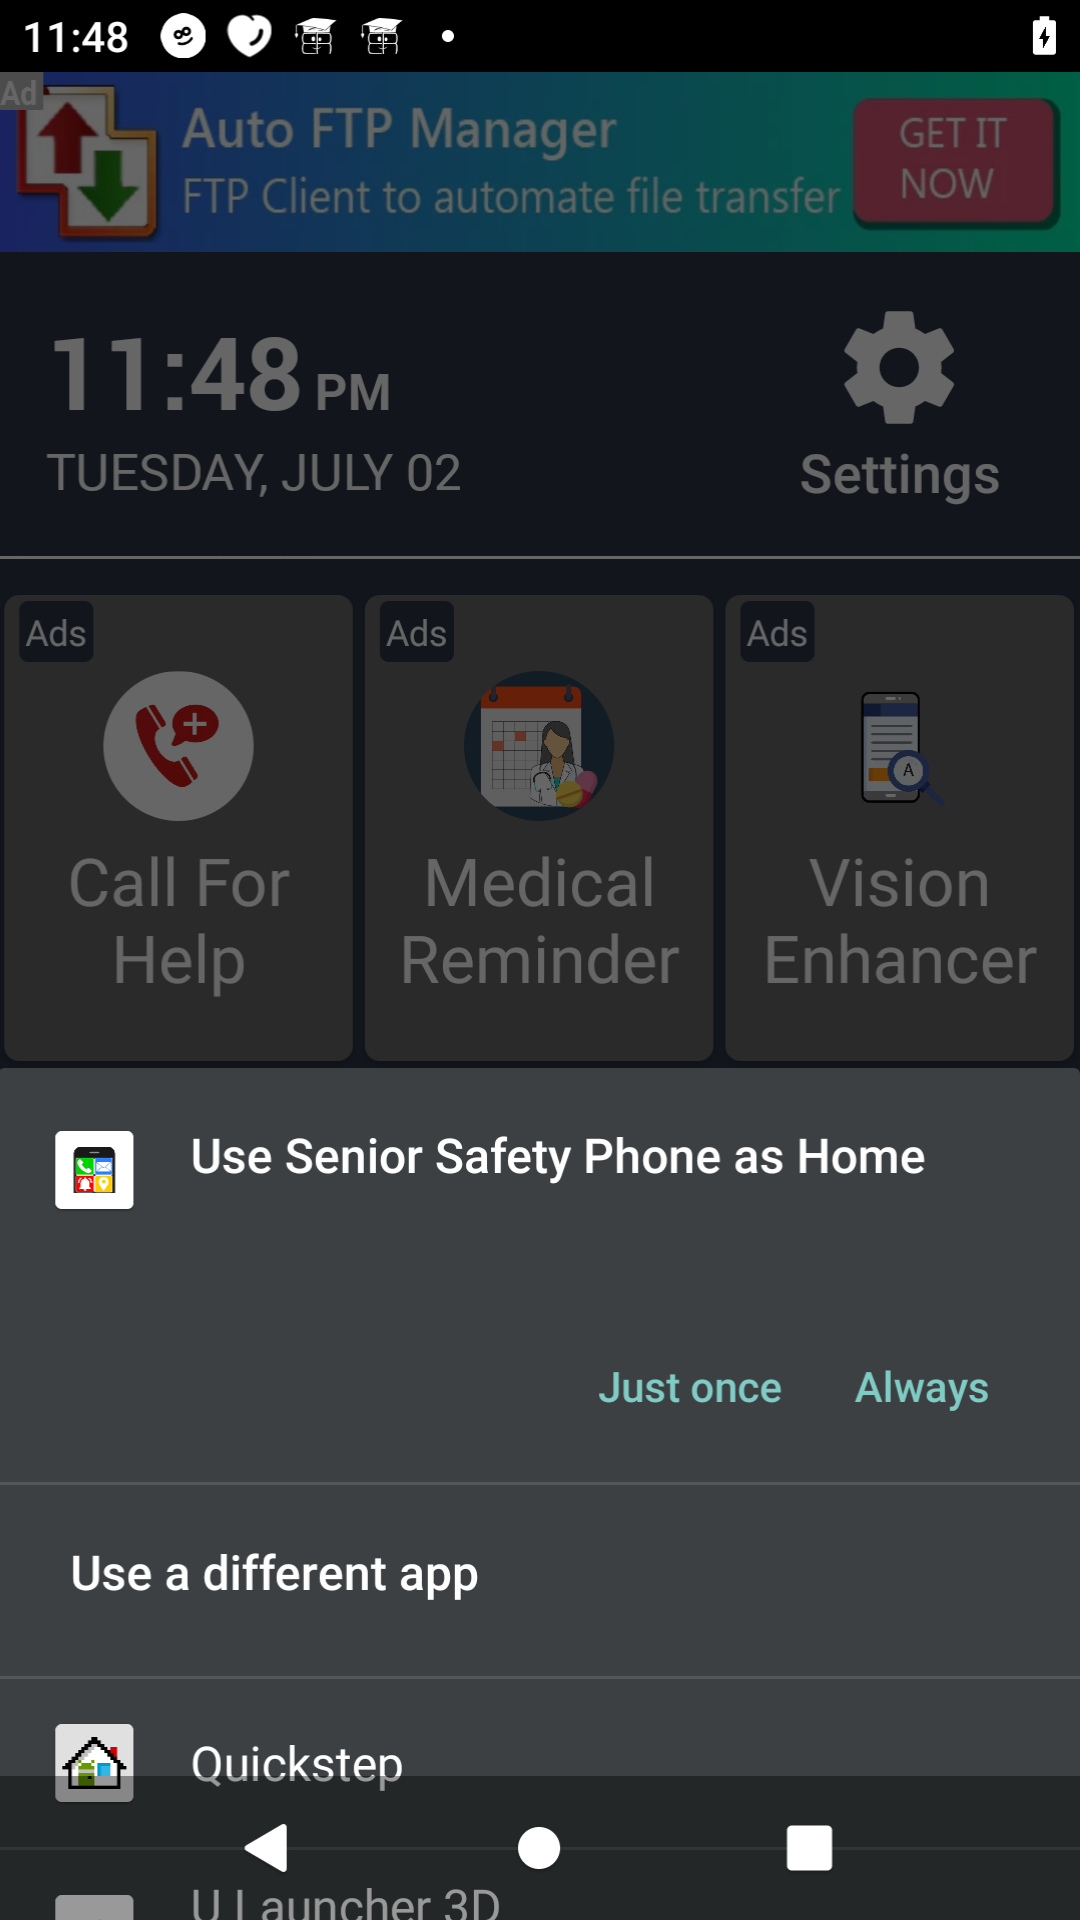 11:48
Ad
Auto FTP Manager
FTP Client to automate file transfer
GET IT
NOW
11:48 PM
TUESDAY, JULY 02
Settings
Ads
Call For
Help
Ads
Medical
Reminder
Ads
A
Vision
Enhancer
Use Senior Safety Phone as Home
Just once
Always
Use a different app
Quickstep
U Launcher 3D